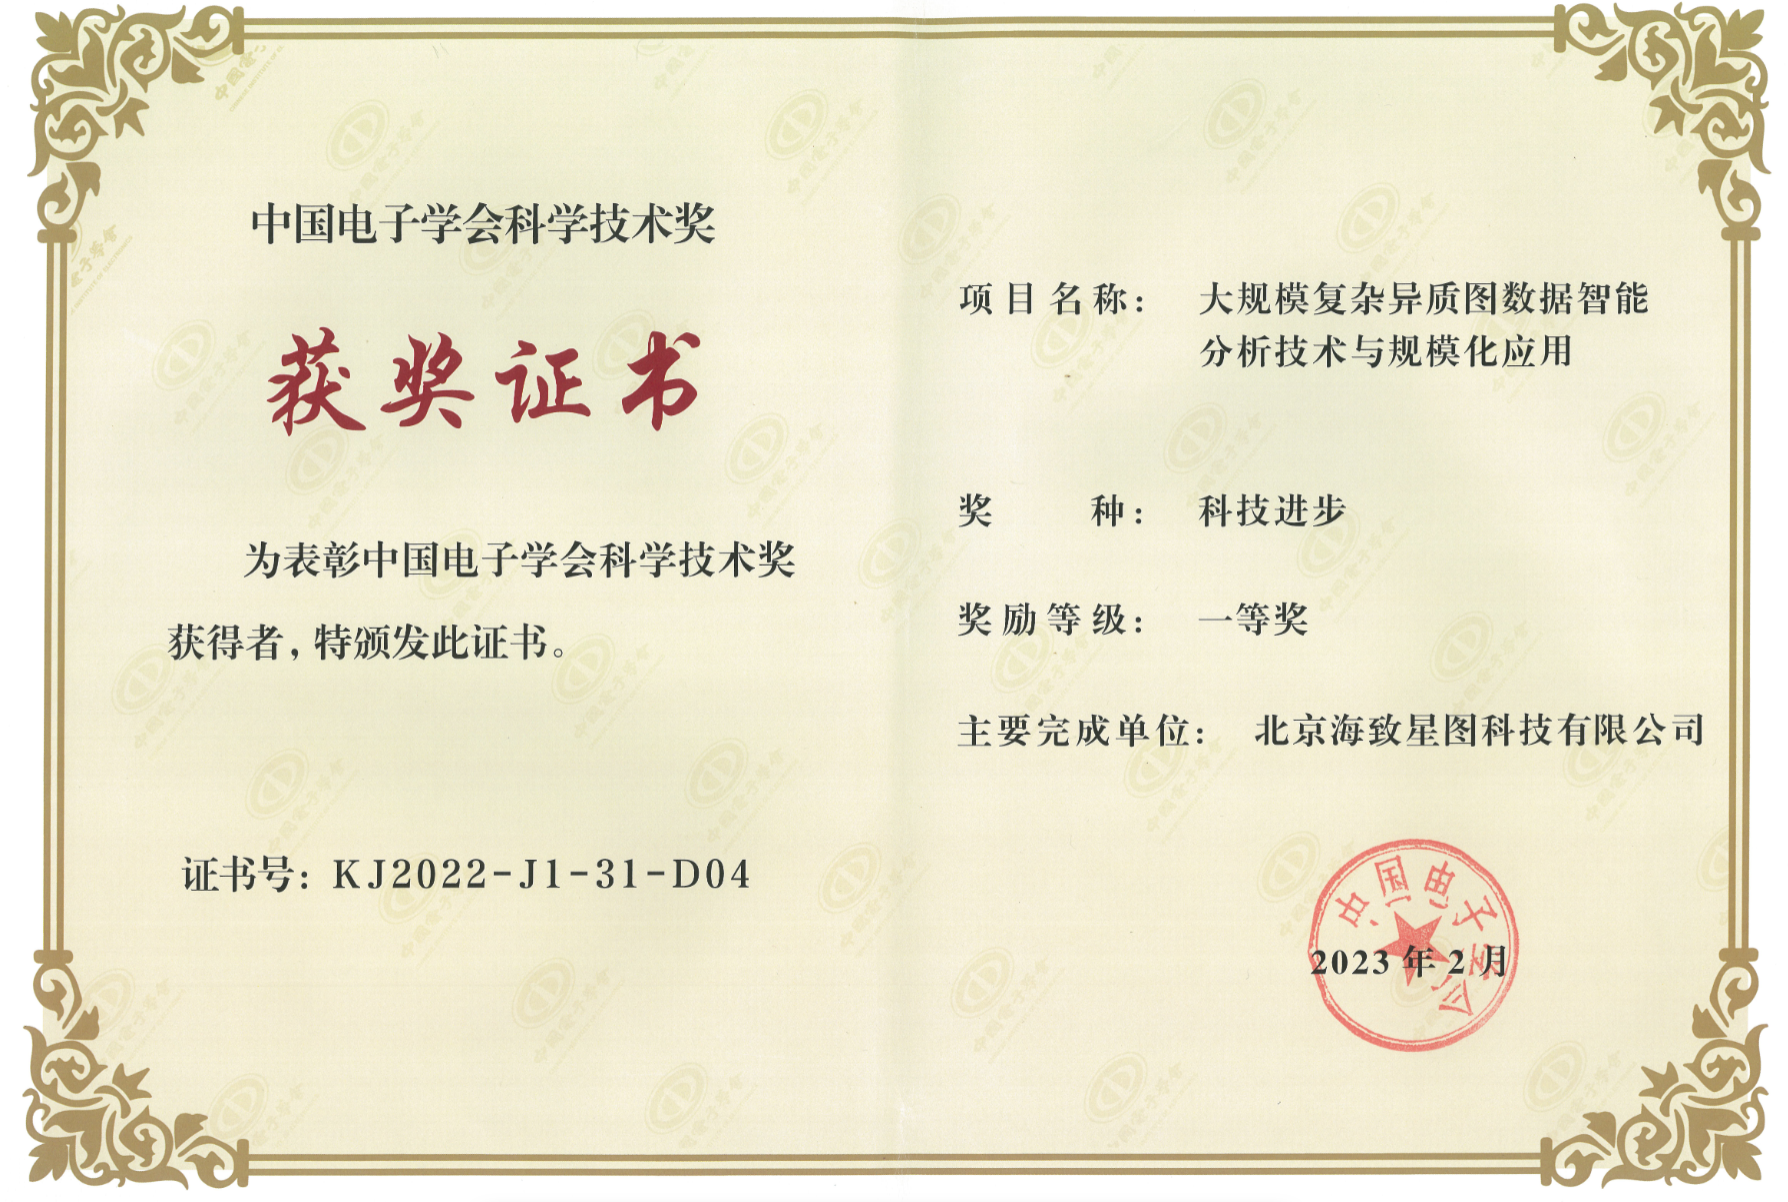 中国电子学会科学技术奖
获奖证书
为表彰中国电子学会科学技术奖
获得者，特颁发此证书。
证书号：KJ2022-J1-31-D04
项目名称：大规模复杂异质图数据智能
分析技术与规模化应用
奖种：科技进步
奖励等级：一等奖
主要完成单位：北京海致星图科技有限公司
中国电子学会
2023年2月